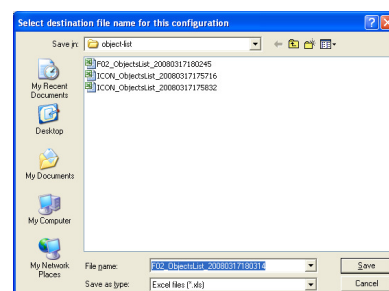 Select destination file name for this configuration
Save in:
object-list
F02_ObjectsList_20080317180245
ICON_ObjectsList_20080317175716
ICON_ObjectsList_20080317175832
My Recent
Documents
Desktop
My Documents
My Computer
My Network
Places
File name:
F02_ObjectsList_20080317180314
Save
Save as type:
Excel files (*.xls)
Cancel